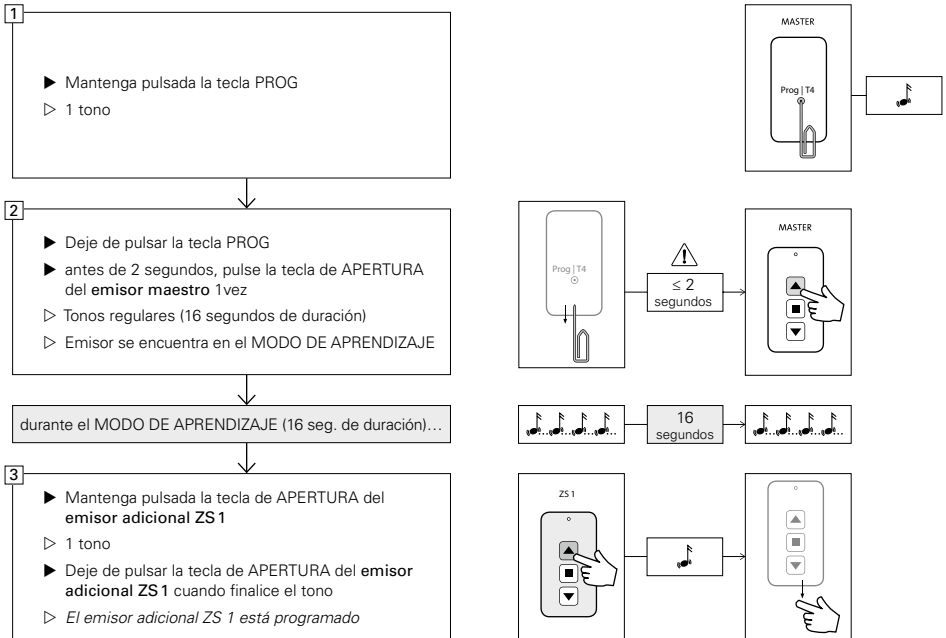 1
▶ Mantenga pulsada la tecla PROG
▷ 1 tono
MASTER
Prog | T4
2
▶ Deje de pulsar la tecla PROG
▶ antes de 2 segundos, pulse la tecla de APERTURA
del emisor maestro 1vez
▷ Tonos regulares (16 segundos de duración)
▷ Emisor se encuentra en el MODO DE APRENDIZAJE
Prog | T4
≤ 2
segundos
MASTER
durante el MODO DE APRENDIZAJE (16 seg. de duración)…
16
segundos
3
▶ Mantenga pulsada la tecla de APERTURA del
emisor adicional ZS 1
▷ 1 tono
▶ Deje de pulsar la tecla de APERTURA del emisor
adicional ZS 1 cuando finalice el tono
▷ El emisor adicional ZS 1 está programado
ZS 1